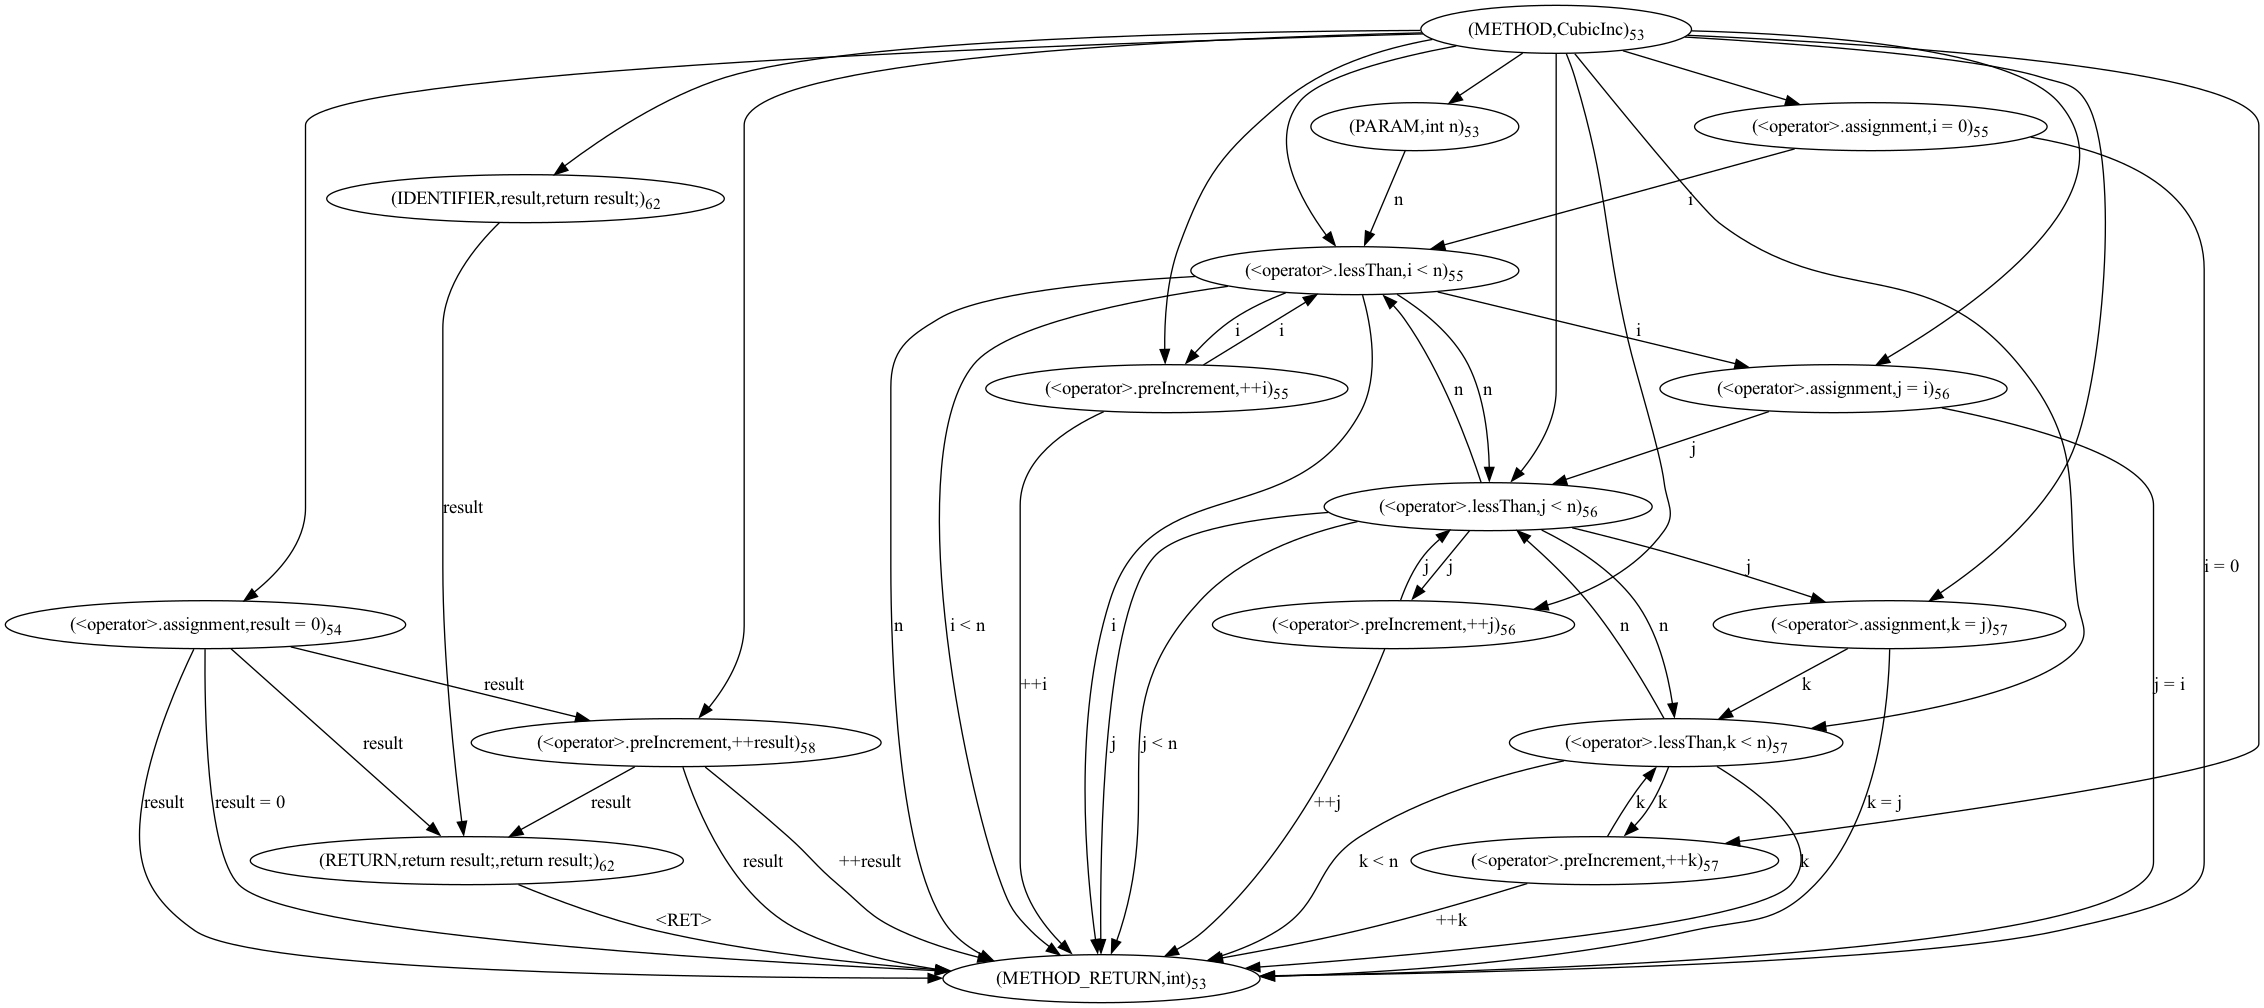 (METHOD,CubicInc)53
(PARAM,int n)53
(<operator>.assignment,i = 0)55
(IDENTIFIER,result,return result;)62
n
i
(<operator>.lessThan,i < n)55
i
i
n
n
i
(<operator>.preIncrement,++i)55
(<operator>.assignment,j = i)56
j
result
(<operator>.lessThan,j < n)56
j
j
n
n
j
i = 0
n
i < n
i
(<operator>.assignment,result = 0)54
(<operator>.preIncrement,++j)56
(<operator>.assignment,k = j)57
result
++i
k
j = i
result
(<operator>.preIncrement,++result)58
j
j < n
(<operator>.lessThan,k < n)57
result
result = 0
result
++j
k
k
k = j
(RETURN,return result;,return result;)62
result
++result
k < n
(<operator>.preIncrement,++k)57
k
<RET>
++k
(METHOD_RETURN,int)53